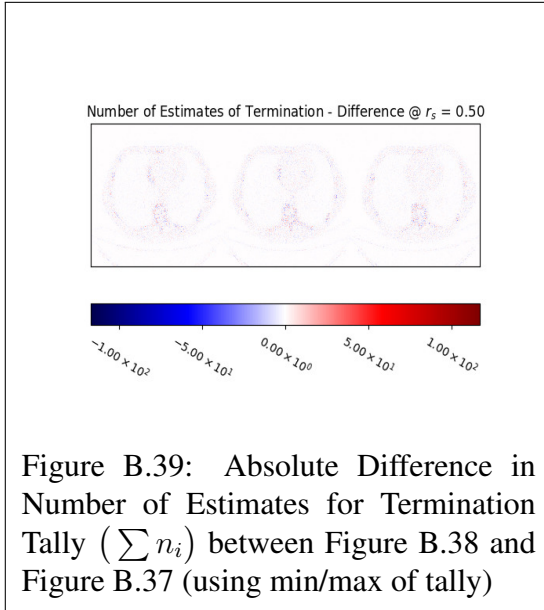 Number of Estimates of Termination - Difference @ r_s = 0.50
−1.00 × 10²
−5.00 × 10¹
0.00 × 10⁰
5.00 × 10¹
1.00 × 10²
Figure B.39: Absolute Difference in
Number of Estimates for Termination
Tally (∑ n_i) between Figure B.38 and
Figure B.37 (using min/max of tally)